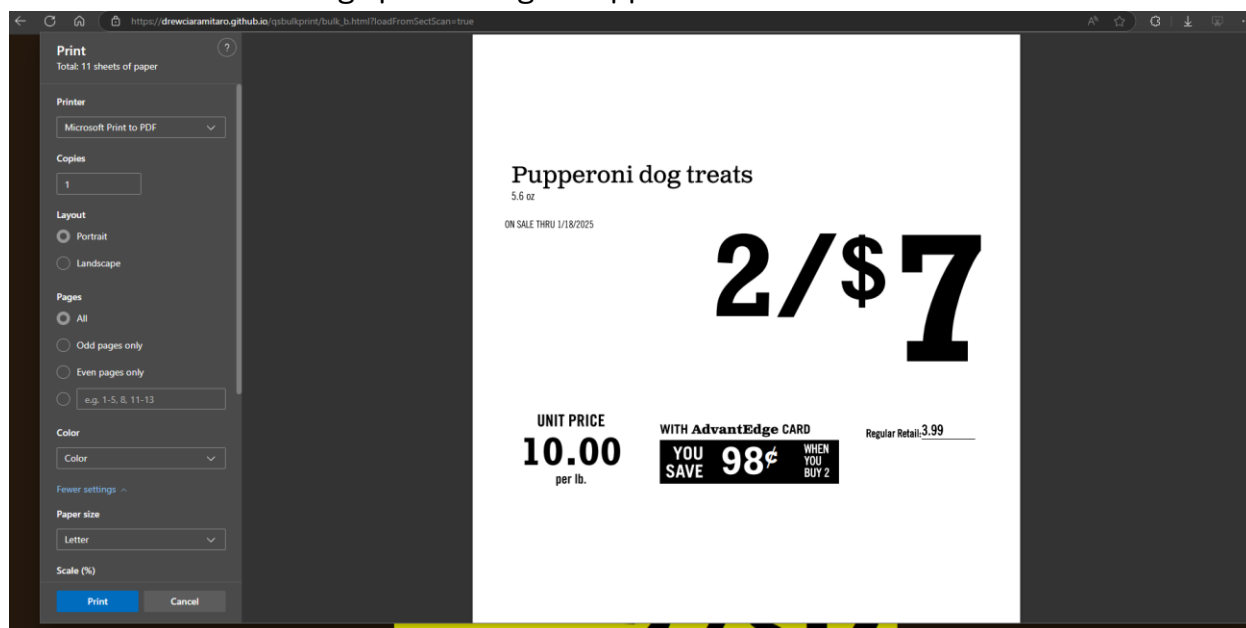 https://drewciaramitaro.github.io/qsbulkprint/bulk_b.html?loadFromSectScan=true
Print
?
Total: 11 sheets of paper
Printer
Microsoft Print to PDF
Copies
1
Layout
Portrait
Landscape
Pages
All
Odd pages only
Even pages only
e.g. 1-5, 8, 11-13
Color
Color
Fewer settings
Paper size
Letter
Scale (%)
Print Cancel
Pupperoni dog treats
5.6 oz
ON SALE THRU 1/18/2025
2/$7
UNIT PRICE
10.00
per lb.
WITH AdvantEdge CARD
YOU SAVE 98¢ WHEN YOU BUY 2
Regular Retail:3.99